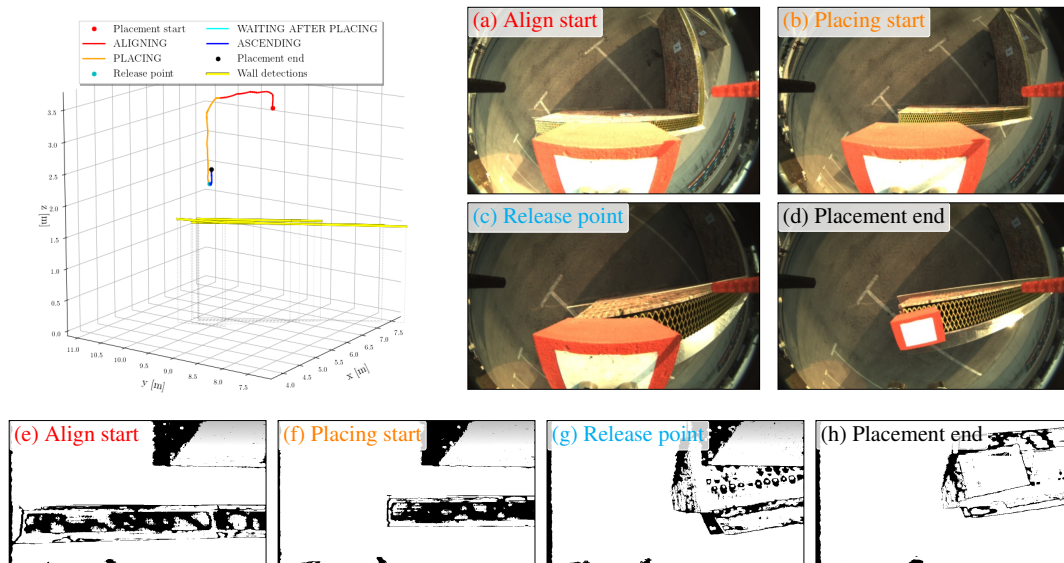 Placement start
ALIGNING
PLACING
Release point
WAITING AFTER PLACING
ASCENDING
Placement end
Wall detections
3.5
3.0
2.5
2.0
1.5
1.0
0.5
0.0
z [m]
11.0
10.5
10.0
9.5
9.0
8.5
8.0
7.5
y [m]
4.0
4.5
5.0
5.5
6.0
6.5
7.0
7.5
x [m]
(a) Align start
(b) Placing start
(c) Release point
(d) Placement end
(e) Align start
(f) Placing start
(g) Release point
(h) Placement end